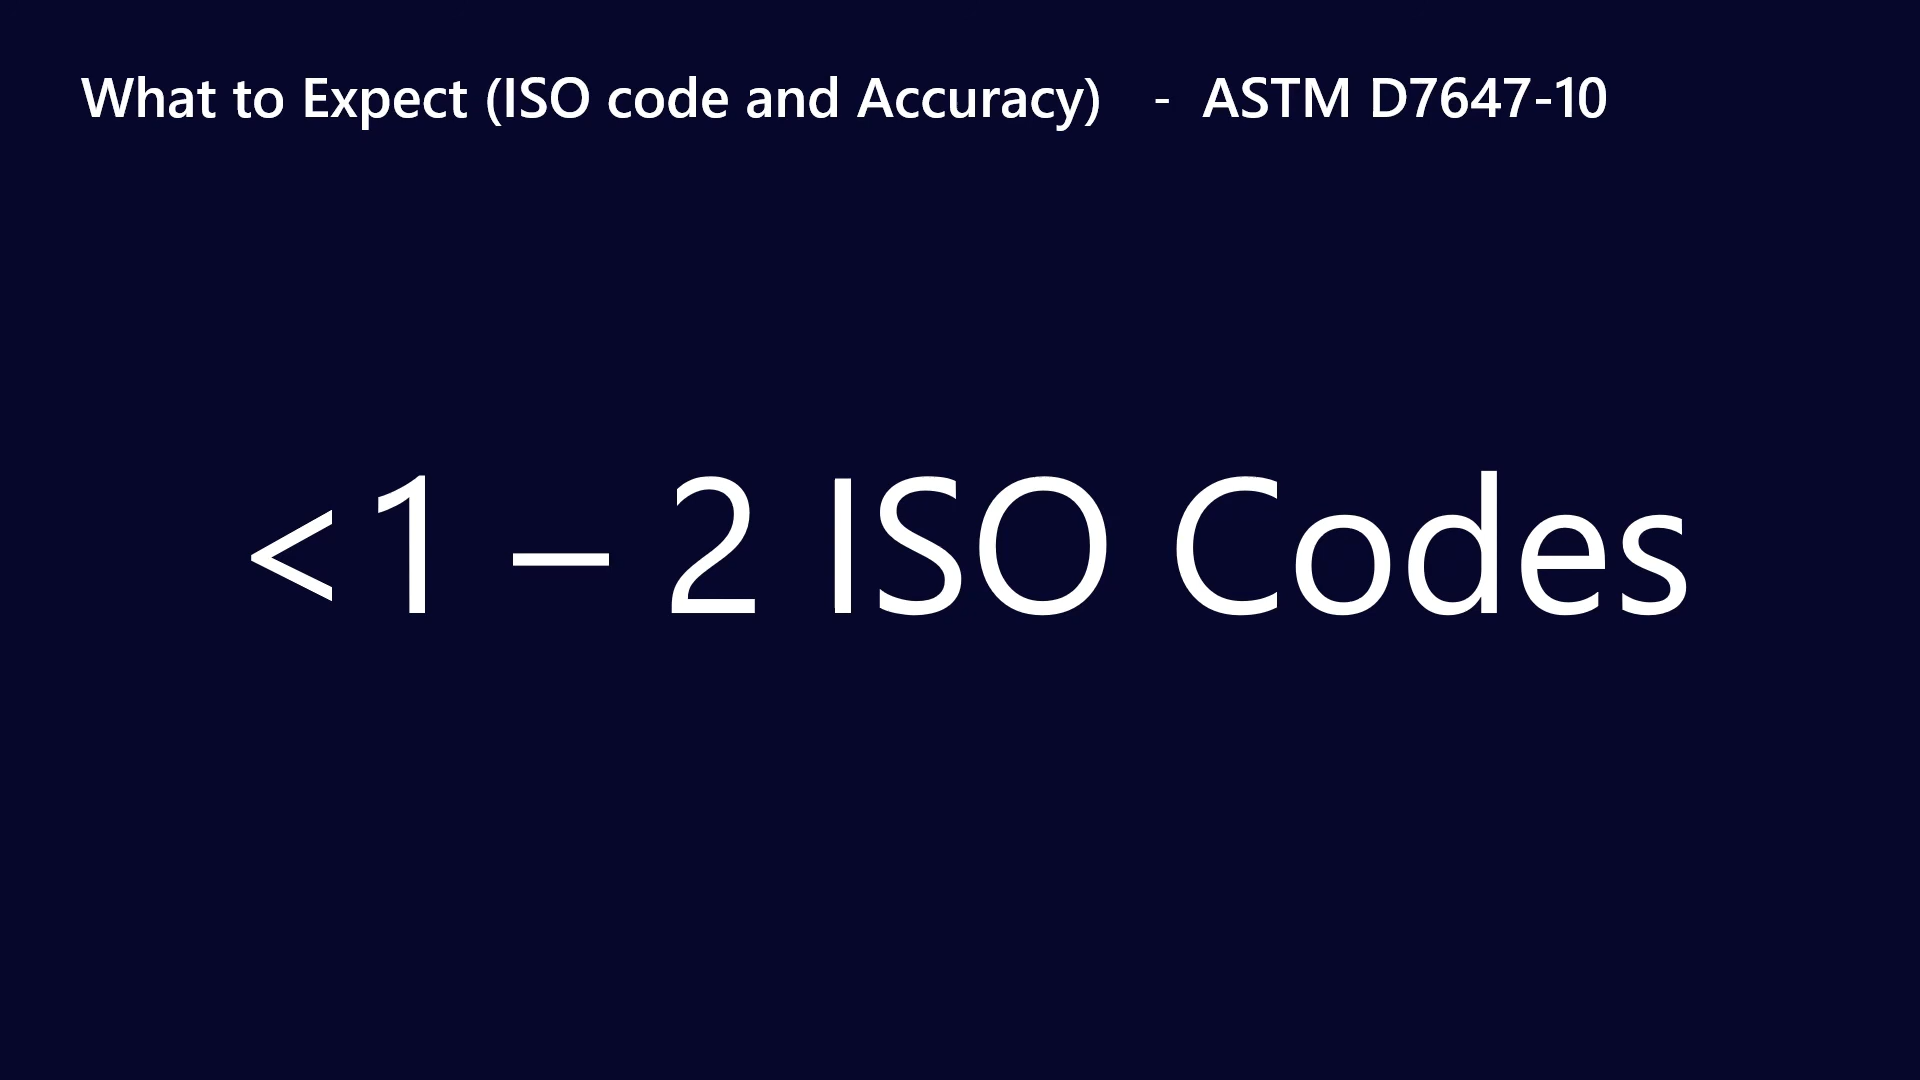 What to Expect (ISO code and Accuracy) - ASTM D7647-10
<1 – 2 ISO Codes